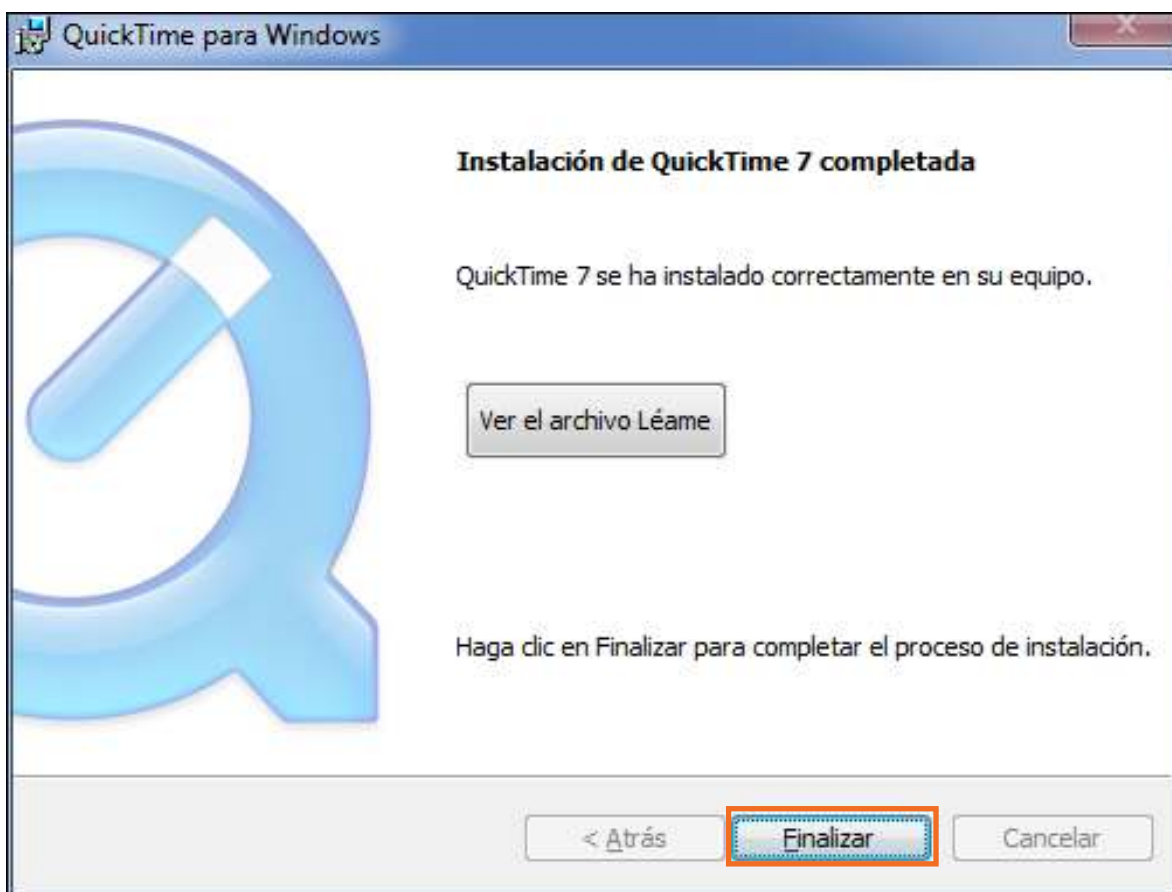 QuickTime para Windows
Instalación de QuickTime 7 completada
QuickTime 7 se ha instalado correctamente en su equipo.
Ver el archivo Léame
Haga clic en Finalizar para completar el proceso de instalación.
< Atrás Finalizar Cancelar